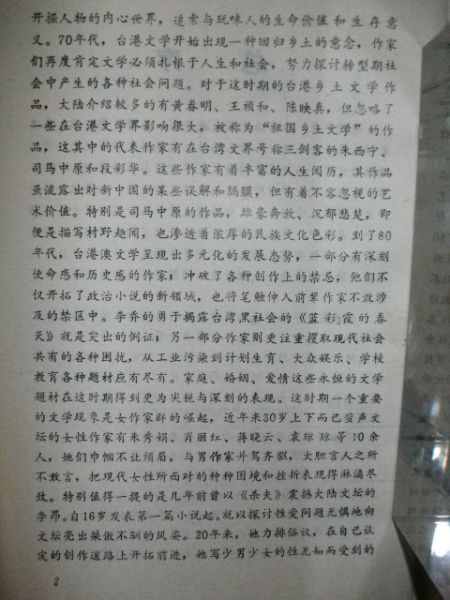 开掘人物的内心世界，追索与玩味人的生命价值和生存意
义。70年代，台港文学开始出现一种回归乡土的意念，作家
们再度肯定文学必须扎根于人生和社会，努力探讨转型期社
会中产生的各种社会问题。对于这时期的台港乡土文学作
品，大陆介绍较多的有黄春明、王祯和、陈映真，但忽略了
一些在台港文学界影响很大，被称为“祖国乡土文学”的作
品，这其中的代表作家有在台湾文界号称三剑客的朱西宁、
司马中原和段彩华。这些作家有着丰富的人生阅历，其作品
虽流露出对新中国的某些误解和隔膜，但有着不容忽视的艺
术价值。特别是司马中原的作品，雄豪奔放、沉郁悲楚，即
便是描写村野趣闻，也渗透着浓厚的民族文化色彩。到了80
年代，台港澳文学呈现出多元化的发展态势，一部分有深刻
使命感和历史感的作家，冲破了各种创作上的禁忌，他们不
仅开拓了政治小说的新领域，也将笔触伸入前辈作家不敢涉
及的禁区中。李乔的勇于揭露台湾黑社会的《蓝彩霞的春
天》就是突出的例证；另一部分作家则更注重摄取现代社会
共有的各种困扰，从工业污染到计划生育、大众娱乐、学校
教育各种题材应有尽有。家庭、婚姻、爱情这些永恒的文学
题材在这时期得到更为尖锐与深刻的表现。这时期一个重要
的文学现象是女作家群的崛起，近年来30岁上下而已蜚声文
坛的女性作家有朱秀娟、肖丽红、蒋晓云、袁琼琼等10余
人，她们巾帼不让须眉，与男作家并驾齐驱，大胆言人之所
不敢言，把现代女性所面对的种种困境和挫折表现得淋漓尽
致。特别值得一提的是几年前曾以《杀夫》震撼大陆文坛的
李昂。自16岁发表第一篇小说起。就以探讨性爱问题无惧地向
文坛亮出桀傲不驯的风姿。20年来，她力排俗议，在自己认
定的创作道路上开拓前进，她写少男少女的性无知而受到的
2